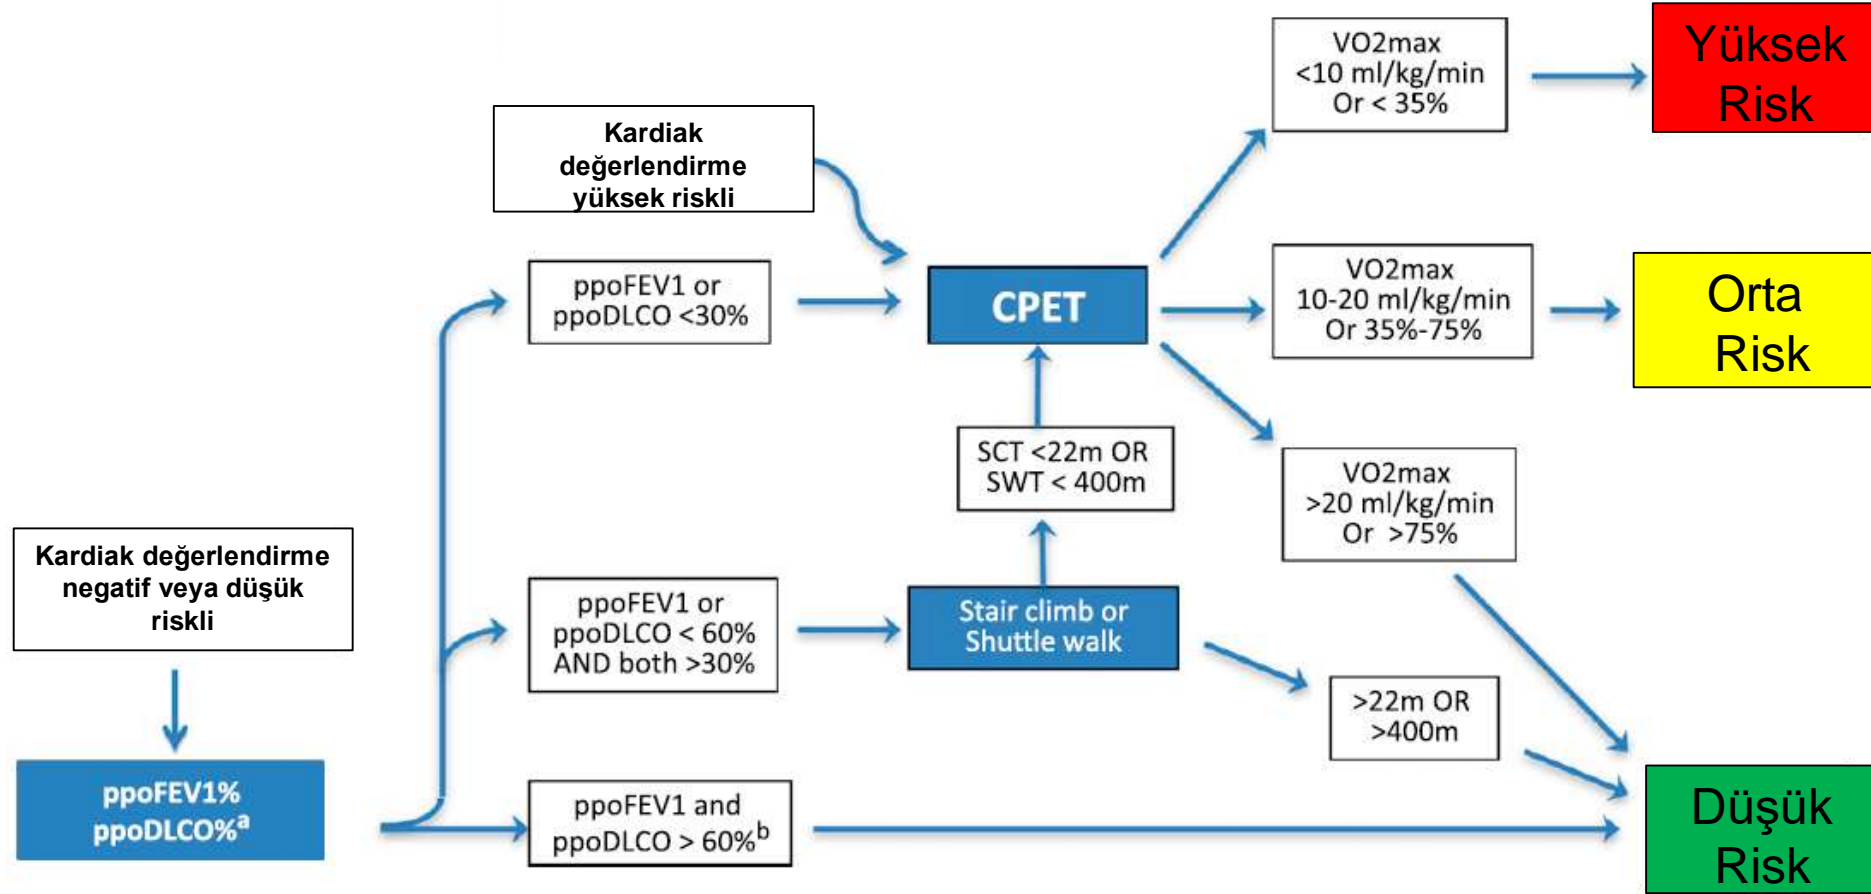 VO2max
<10 ml/kg/min
Or < 35%
Yüksek
Risk
Kardiak
değerlendirme
yüksek riskli
ppoFEV1 or
ppoDLCO <30%
CPET
VO2max
10-20 ml/kg/min
Or 35%-75%
Orta
Risk
SCT <22m OR
SWT < 400m
VO2max
>20 ml/kg/min
Or >75%
Kardiak değerlendirme
negatif veya düşük
riskli
ppoFEV1 or
ppoDLCO < 60%
AND both >30%
Stair climb or
Shuttle walk
>22m OR
>400m
ppoFEV1%
ppoDLCO%a
ppoFEV1 and
ppoDLCO > 60%b
Düşük
Risk